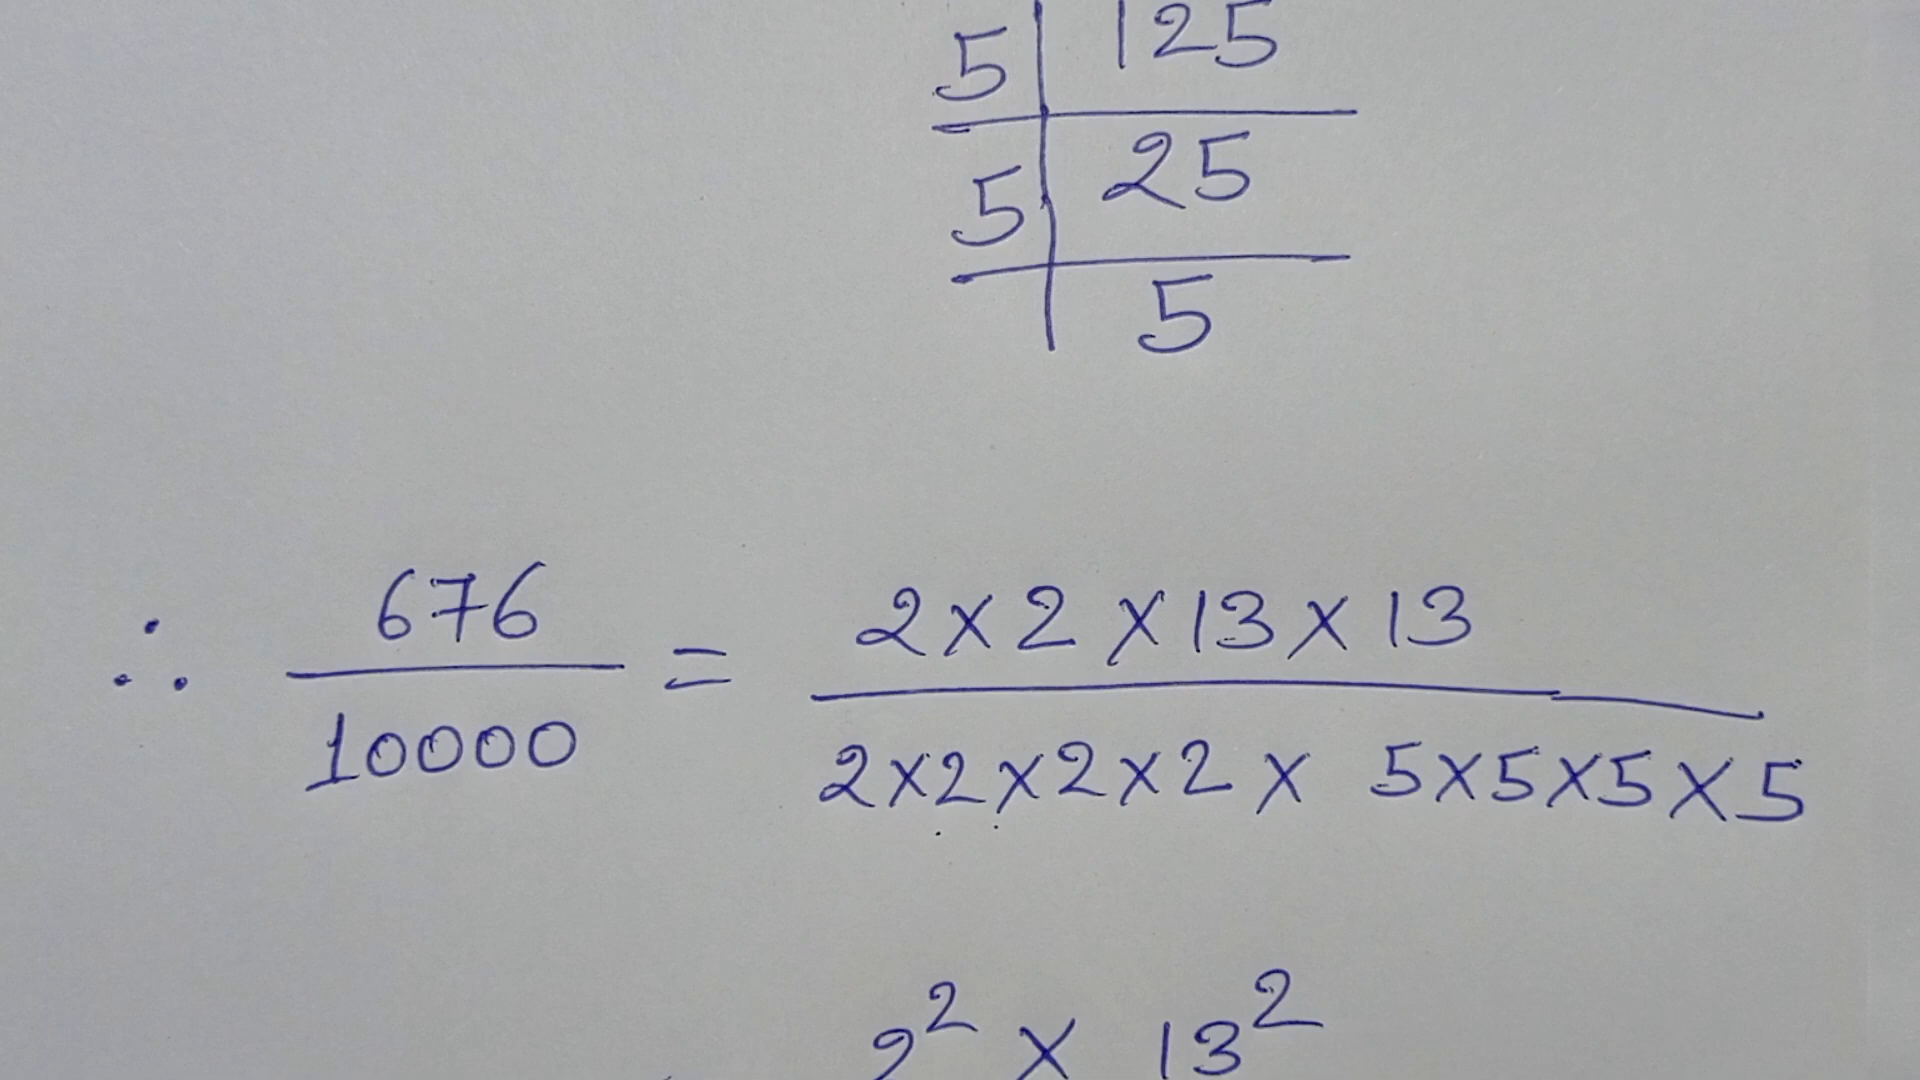 5 | 125
5 | 25
5
∴ 676/10000 = 2×2×13×13 / 2×2×2×2× 5×5×5×5
2² × 13²